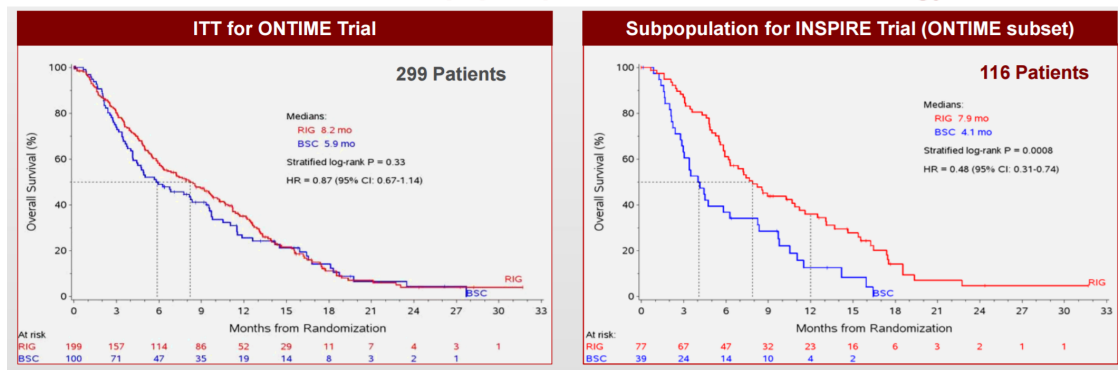 ITT for ONTIME Trial
299 Patients
Medians:
RIG 8.2 mo
BSC 5.9 mo
Stratified log-rank P = 0.33
HR = 0.87 (95% CI: 0.67-1.14)
Overall Survival (%)
100
80
60
40
20
0
RIG
BSC
0 3 6 9 12 15 18 21 24 27 30 33
Months from Randomization
At risk
RIG 199 157 114 86 52 29 11 7 4 3 1
BSC 100 71 47 35 19 14 8 3 2 1
Subpopulation for INSPIRE Trial (ONTIME subset)
116 Patients
Medians:
RIG 7.9 mo
BSC 4.1 mo
Stratified log-rank P = 0.0008
HR = 0.48 (95% CI: 0.31-0.74)
Overall Survival (%)
100
80
60
40
20
0
RIG
BSC
0 3 6 9 12 15 18 21 24 27 30 33
Months from Randomization
At risk:
RIG 77 67 47 32 23 16 6 3 2 1 1
BSC 39 24 14 10 4 2